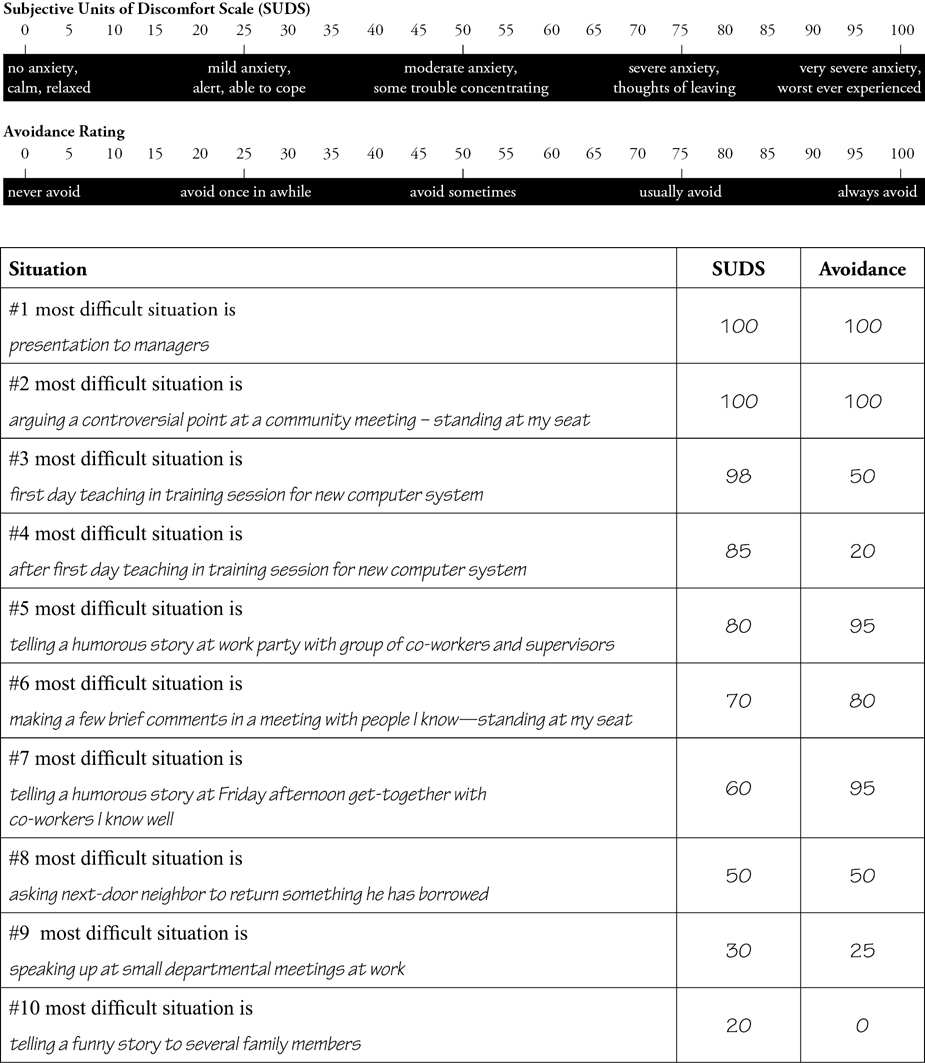 Subjective Units of Discomfort Scale (SUDS)
0 5 10 15 20 25 30 35 40 45 50 55 60 65 70 75 80 85 90 95 100
no anxiety, mild anxiety, moderate anxiety, severe anxiety, very severe anxiety,
calm, relaxed alert, able to cope some trouble concentrating thoughts of leaving worst ever experienced
Avoidance Rating
0 5 10 15 20 25 30 35 40 45 50 55 60 65 70 75 80 85 90 95 100
never avoid avoid once in awhile avoid sometimes usually avoid always avoid
Situation SUDS Avoidance
#1 most difficult situation is
presentation to managers 100 100
#2 most difficult situation is
arguing a controversial point at a community meeting – standing at my seat 100 100
#3 most difficult situation is
first day teaching in training session for new computer system 98 50
#4 most difficult situation is
after first day teaching in training session for new computer system 85 20
#5 most difficult situation is
telling a humorous story at work party with group of co-workers and supervisors 80 95
#6 most difficult situation is
making a few brief comments in a meeting with people I know—standing at my seat 70 80
#7 most difficult situation is
telling a humorous story at Friday afternoon get-together with 60 95
co-workers I know well
#8 most difficult situation is
asking next-door neighbor to return something he has borrowed 50 50
#9 most difficult situation is
speaking up at small departmental meetings at work 30 25
#10 most difficult situation is
telling a funny story to several family members 20 0